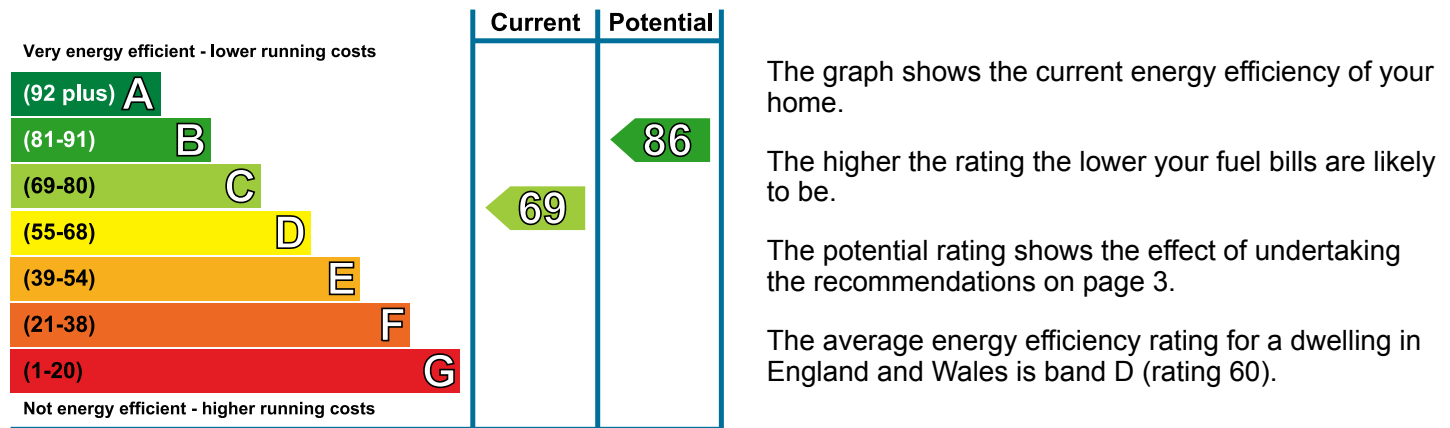 Current Potential
Very energy efficient - lower running costs
(92 plus) A
(81-91) B
86
(69-80) C
69
(55-68) D
(39-54) E
(21-38) F
(1-20) G
Not energy efficient - higher running costs
The graph shows the current energy efficiency of your
home.
The higher the rating the lower your fuel bills are likely
to be.
The potential rating shows the effect of undertaking
the recommendations on page 3.
The average energy efficiency rating for a dwelling in
England and Wales is band D (rating 60).